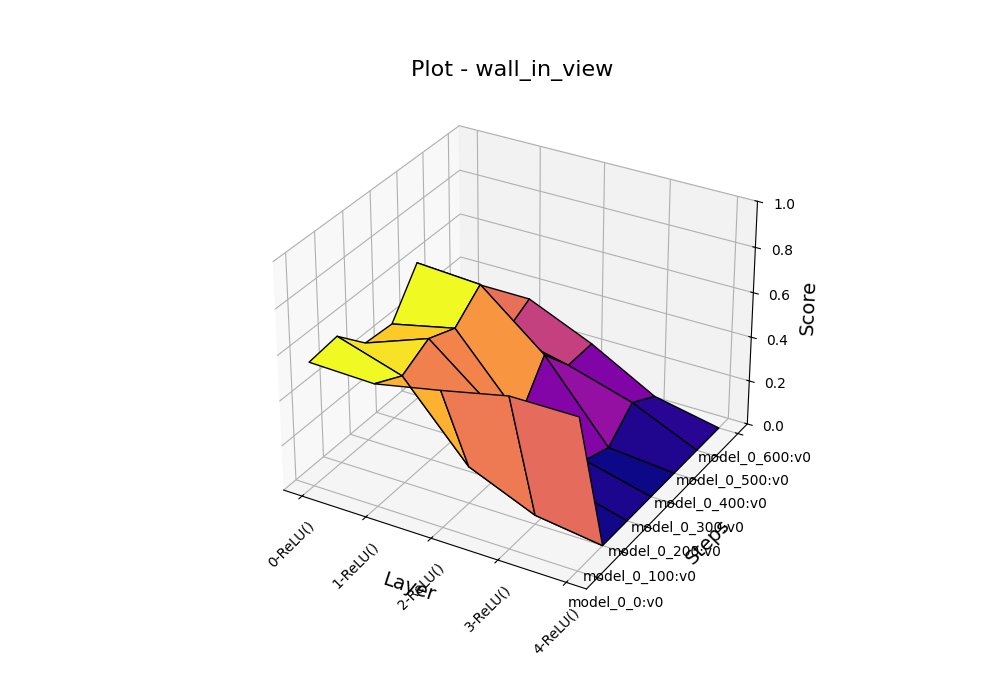 Plot - wall_in_view
1.0
0.8
0.6
0.4
0.2
0.0
Score
model_0_600:v0
model_0_500:v0
model_0_400:v0
model_0_300:v0
model_0_200:v0
model_0_100:v0
model_0_0:v0
Steps
0-ReLU()
1-ReLU()
2-ReLU()
3-ReLU()
4-ReLU()
Layer